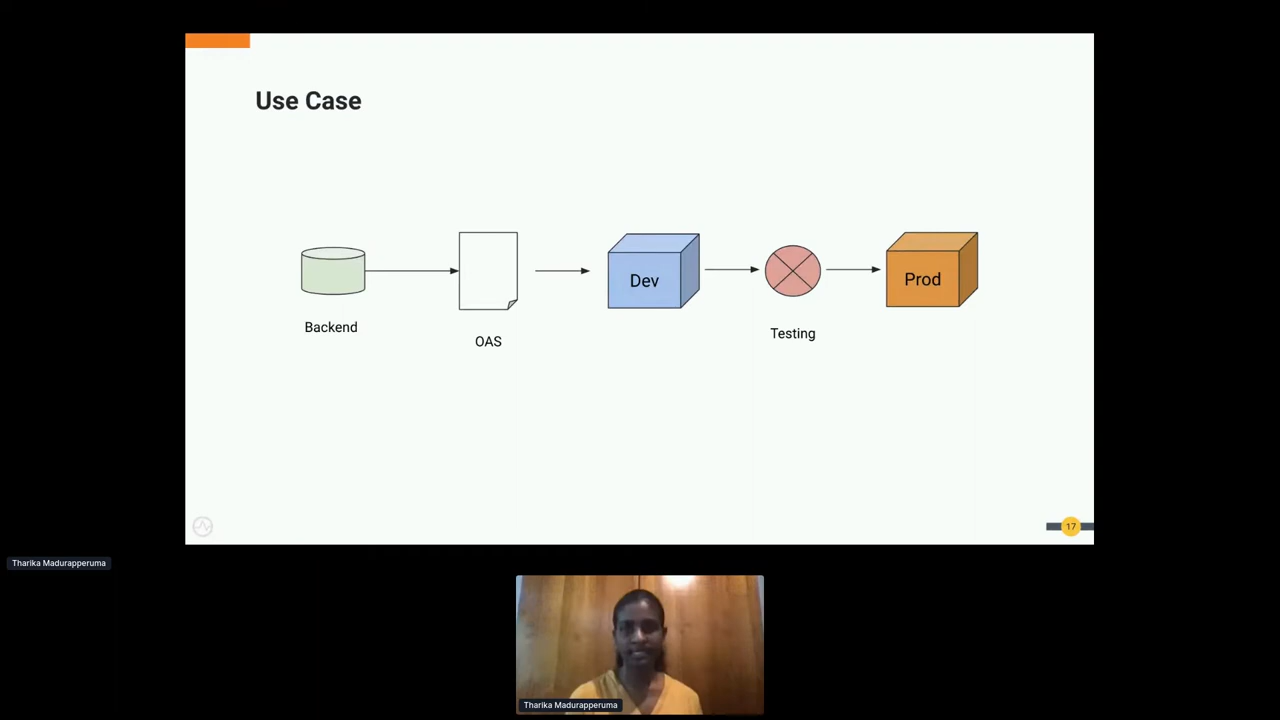 Use Case
Dev
Prod
Backend
Testing
OAS
17
Tharika Madurapperuma
Tharika Madurapperuma